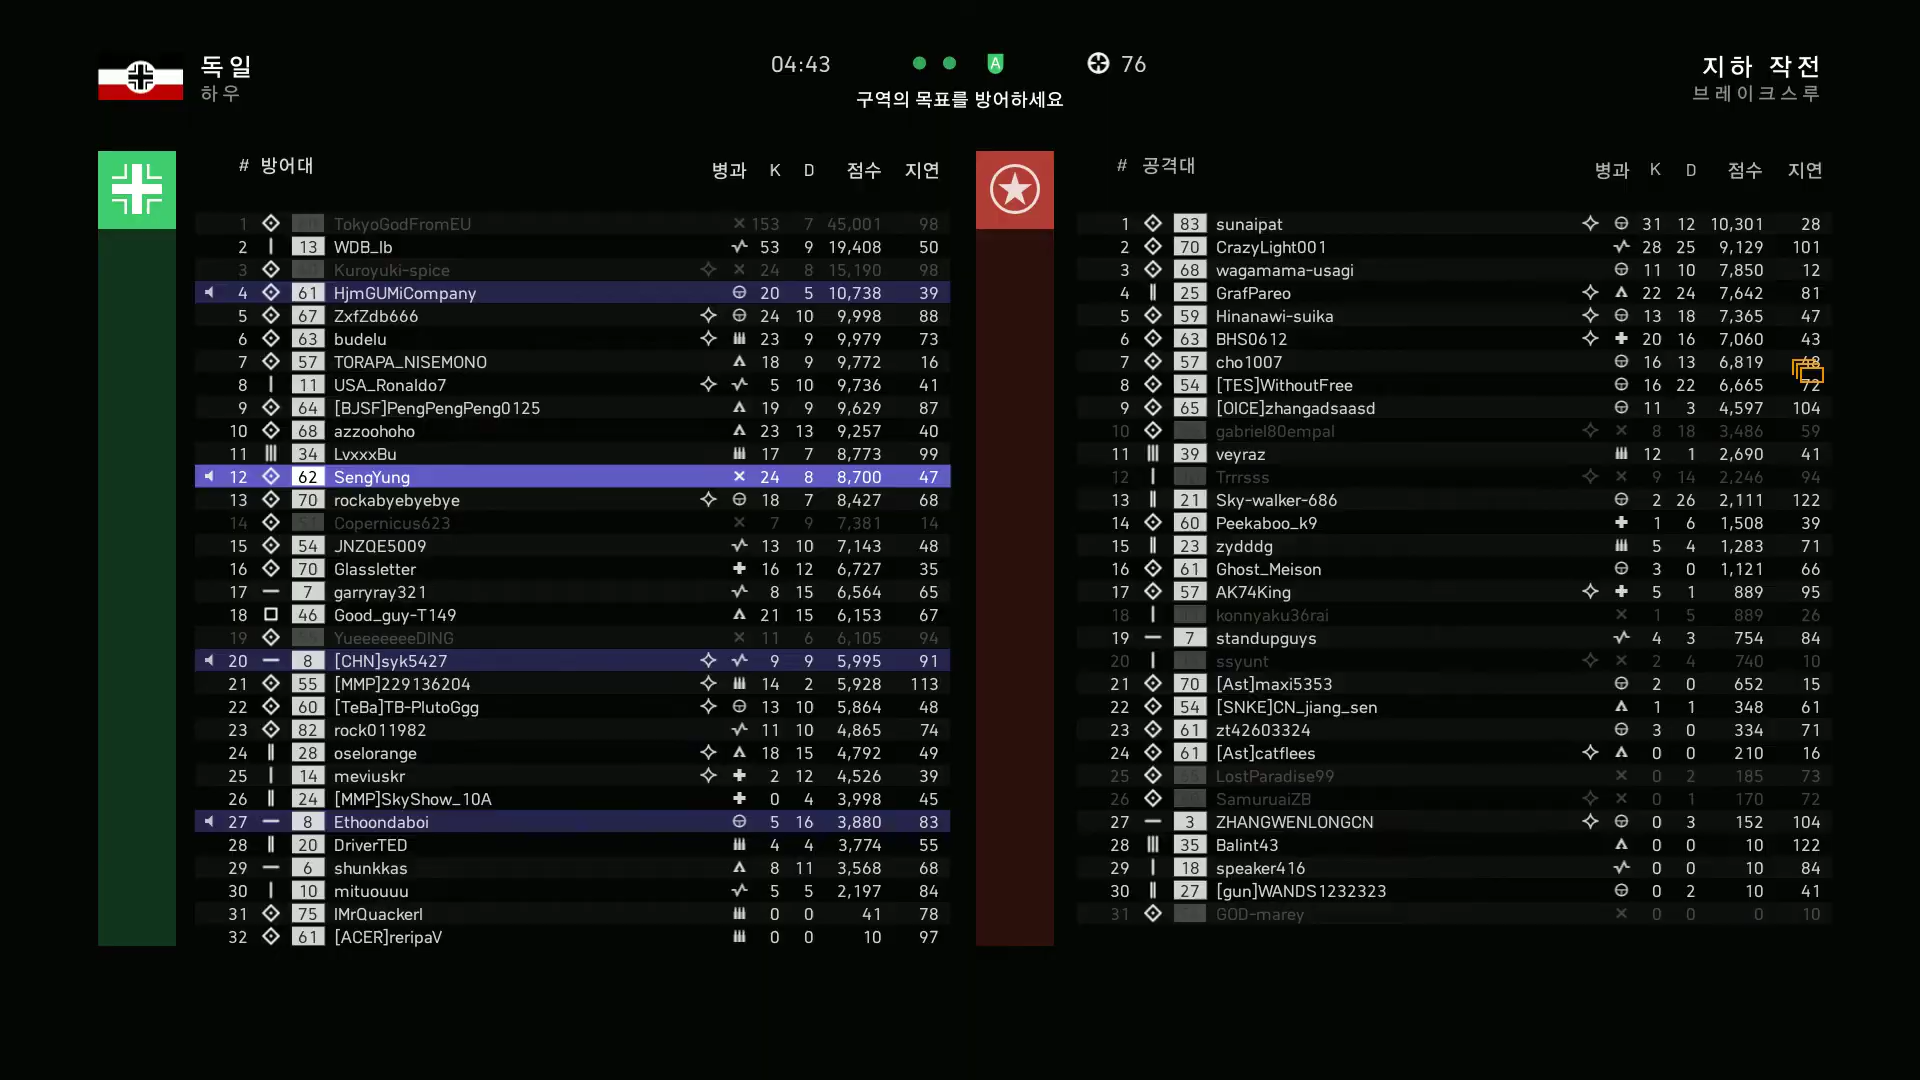 독일
하우
04:43
A
76
구역의 목표를 방어하세요
지하 작전
브레이크스루
# 방어대 병과 K D 점수 지연
1 TokyoGodFromEU 153 7 45,001 98
2 13 WDB_lb 53 9 19,408 50
3 Kuroyuki-spice 24 8 15,190 98
4 61 HjmGUMiCompany 20 5 10,738 39
5 67 ZxfZdb666 24 10 9,998 88
6 63 budelu 23 9 9,979 73
7 57 TORAPA_NISEMONO 18 9 9,772 16
8 11 USA_Ronaldo7 5 10 9,736 41
9 64 [BJSF]PengPengPeng0125 19 9 9,629 87
10 68 azzoohoho 23 13 9,257 40
11 34 LvxxxBu 17 7 8,773 99
12 62 SengYung 24 8 8,700 47
13 70 rockabyebyebye 18 7 8,427 68
14 Copernicus623 7 9 7,381 14
15 54 JNZQE5009 13 10 7,143 48
16 70 Glassletter 16 12 6,727 35
17 7 garryray321 8 15 6,564 65
18 46 Good_guy-T149 21 15 6,153 67
19 YueeeeeeeDING 11 6 6,105 94
20 8 [CHN]syk5427 9 9 5,995 91
21 55 [MMP]229136204 14 2 5,928 113
22 60 [TeBa]TB-PlutoGgg 13 10 5,864 48
23 82 rock011982 11 10 4,865 74
24 28 oselorange 18 15 4,792 49
25 14 meviuskr 2 12 4,526 39
26 24 [MMP]SkyShow_10A 0 4 3,998 45
27 8 Ethoondaboi 5 16 3,880 83
28 20 DriverTED 4 4 3,774 55
29 6 shunkkas 8 11 3,568 68
30 10 mituouuu 5 5 2,197 84
31 75 IMrQuackerI 0 0 41 78
32 61 [ACER]reripaV 0 0 10 97
# 공격대 병과 K D 점수 지연
1 83 sunaipat 31 12 10,301 28
2 70 CrazyLight001 28 25 9,129 101
3 68 wagamama-usagi 11 10 7,850 12
4 25 GrafPareo 22 24 7,642 81
5 59 Hinanawi-suika 13 18 7,365 47
6 63 BHS0612 20 16 7,060 43
7 57 cho1007 16 13 6,819 48
8 54 [TES]WithoutFree 16 22 6,665 72
9 65 [OICE]zhangadsaasd 11 3 4,597 104
10 gabriel80empal 8 18 3,486 59
11 39 veyraz 12 1 2,690 41
12 Trrrsss 9 14 2,246 94
13 21 Sky-walker-686 2 26 2,111 122
14 60 Peekaboo_k9 1 6 1,508 39
15 23 zydddg 5 4 1,283 71
16 61 Ghost_Meison 3 0 1,121 66
17 57 AK74King 5 1 889 95
18 konnyaku36rai 1 5 889 26
19 7 standupguys 4 3 754 84
20 ssyunt 2 4 740 10
21 70 [Ast]maxi5353 2 0 652 15
22 54 [SNKE]CN_jiang_sen 1 1 348 61
23 61 zt42603324 3 0 334 71
24 61 [Ast]catflees 0 0 210 16
25 LostParadise99 0 2 185 73
26 SamuruaiZB 0 1 170 72
27 3 ZHANGWENLONGCN 0 3 152 104
28 35 Balint43 0 0 10 122
29 18 speaker416 0 0 10 84
30 27 [gun]WANDS1232323 0 2 10 41
31 GOD-marey 0 0 0 10